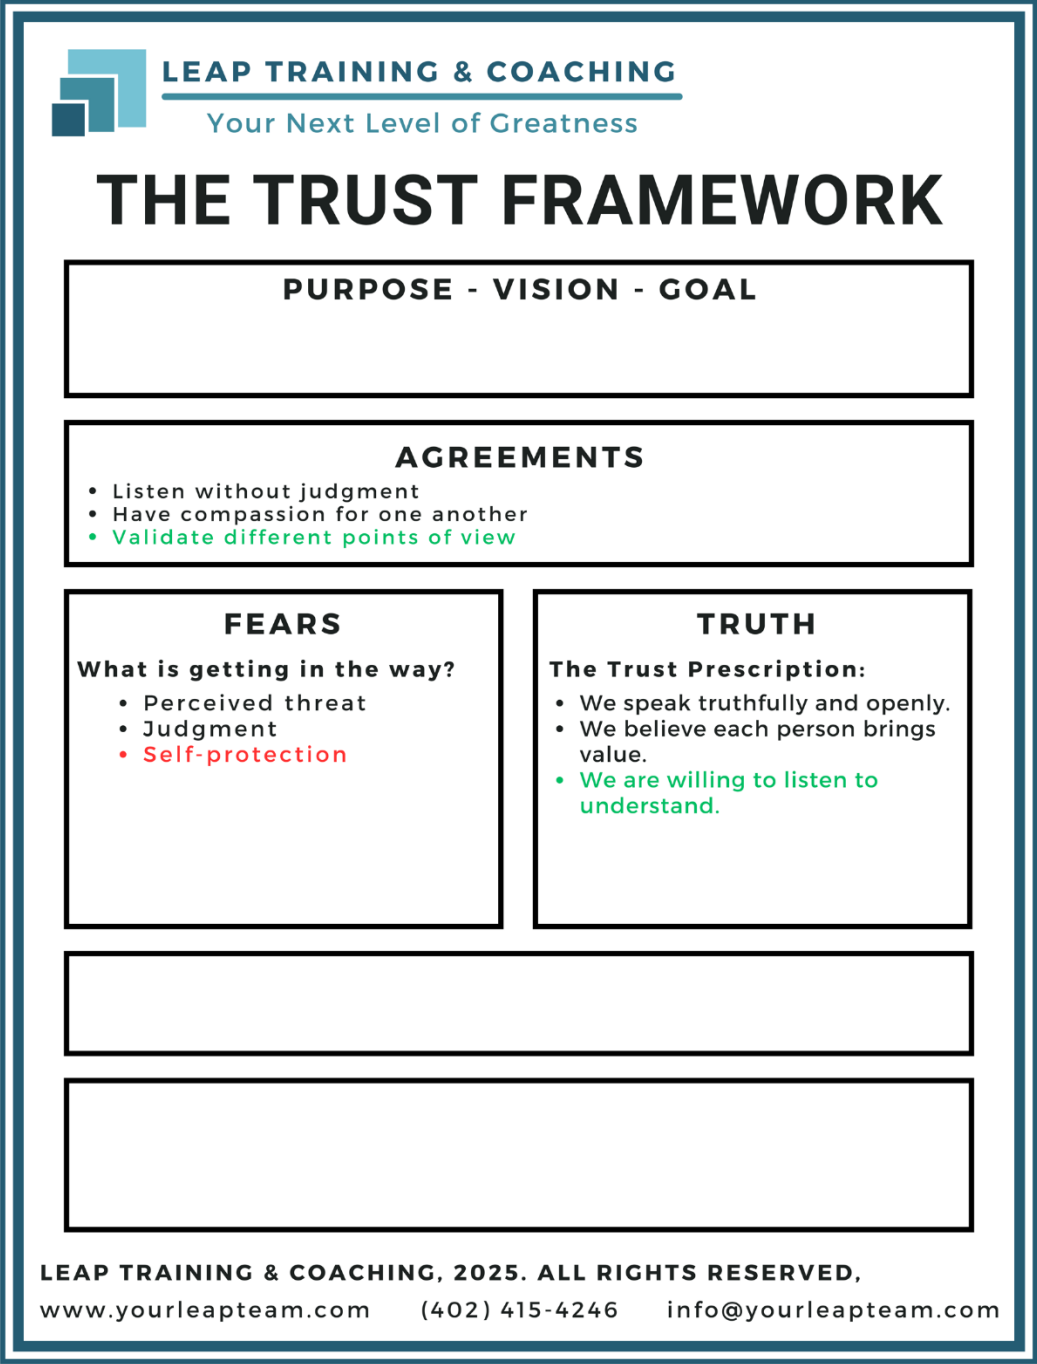 LEAP TRAINING & COACHING
Your Next Level of Greatness
THE TRUST FRAMEWORK
PURPOSE - VISION - GOAL
AGREEMENTS
• Listen without judgment
• Have compassion for one another
• Validate different points of view
FEARS
What is getting in the way?
• Perceived threat
• Judgment
• Self-protection
TRUTH
The Trust Prescription:
• We speak truthfully and openly.
• We believe each person brings
value.
• We are willing to listen to
understand.
LEAP TRAINING & COACHING, 2025. ALL RIGHTS RESERVED,
www.yourleapteam.com (402) 415-4246 info@yourleapteam.com